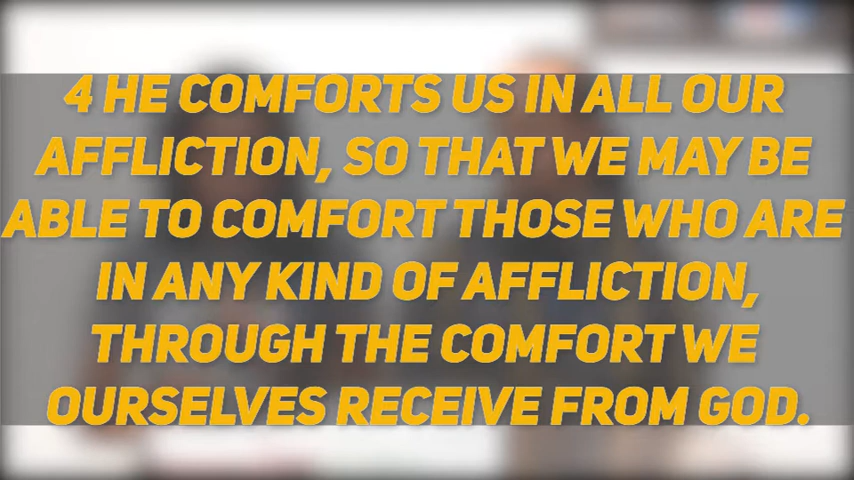 4 HE COMFORTS US IN ALL OUR
AFFLICTION, SO THAT WE MAY BE
ABLE TO COMFORT THOSE WHO ARE
IN ANY KIND OF AFFLICTION,
THROUGH THE COMFORT WE
OURSELVES RECEIVE FROM GOD.